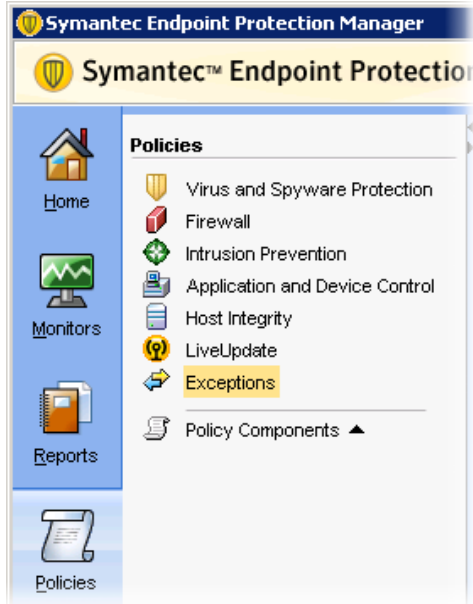 Symantec Endpoint Protection Manager
Symantec™ Endpoint Protectio
Home
Monitors
Reports
Policies
Policies
Virus and Spyware Protection
Firewall
Intrusion Prevention
Application and Device Control
Host Integrity
LiveUpdate
Exceptions
Policy Components